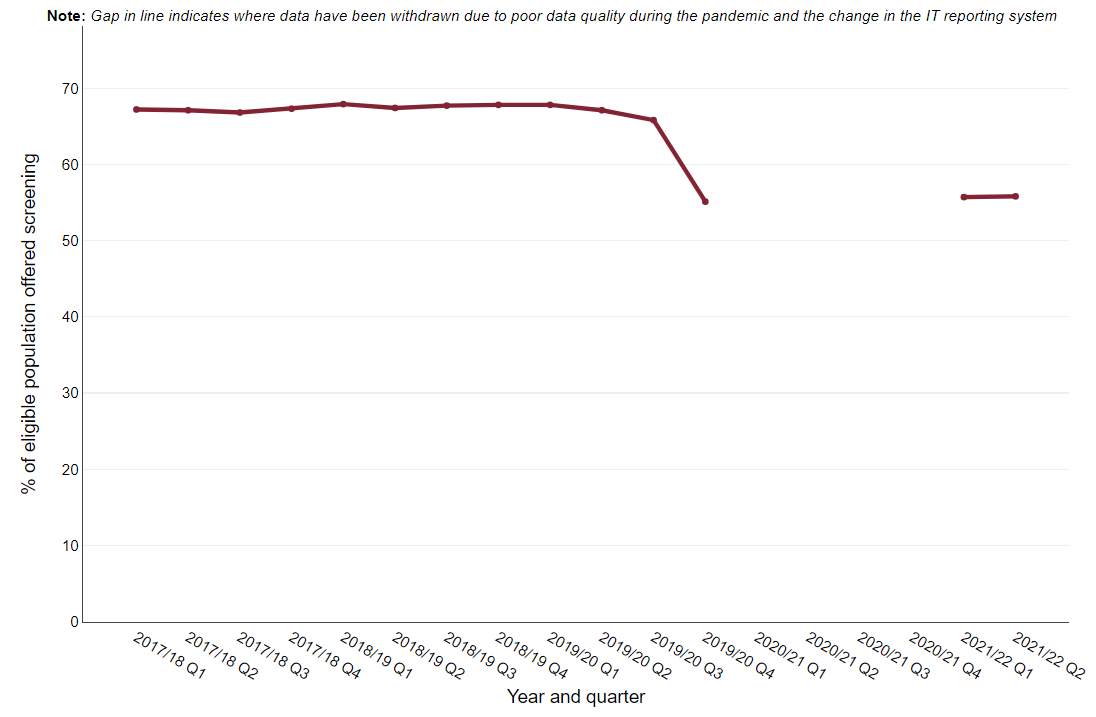 Note: Gap in line indicates where data have been withdrawn due to poor data quality during the pandemic and the change in the IT reporting system
% of eligible population offered screening
70
60
50
40
30
20
10
0
2017/18 Q1
2017/18 Q2
2017/18 Q3
2017/18 Q4
2018/19 Q1
2018/19 Q2
2018/19 Q3
2018/19 Q4
2019/20 Q1
2019/20 Q2
2019/20 Q3
2019/20 Q4
2020/21 Q1
2020/21 Q2
2020/21 Q3
2020/21 Q4
2021/22 Q1
2021/22 Q2
Year and quarter